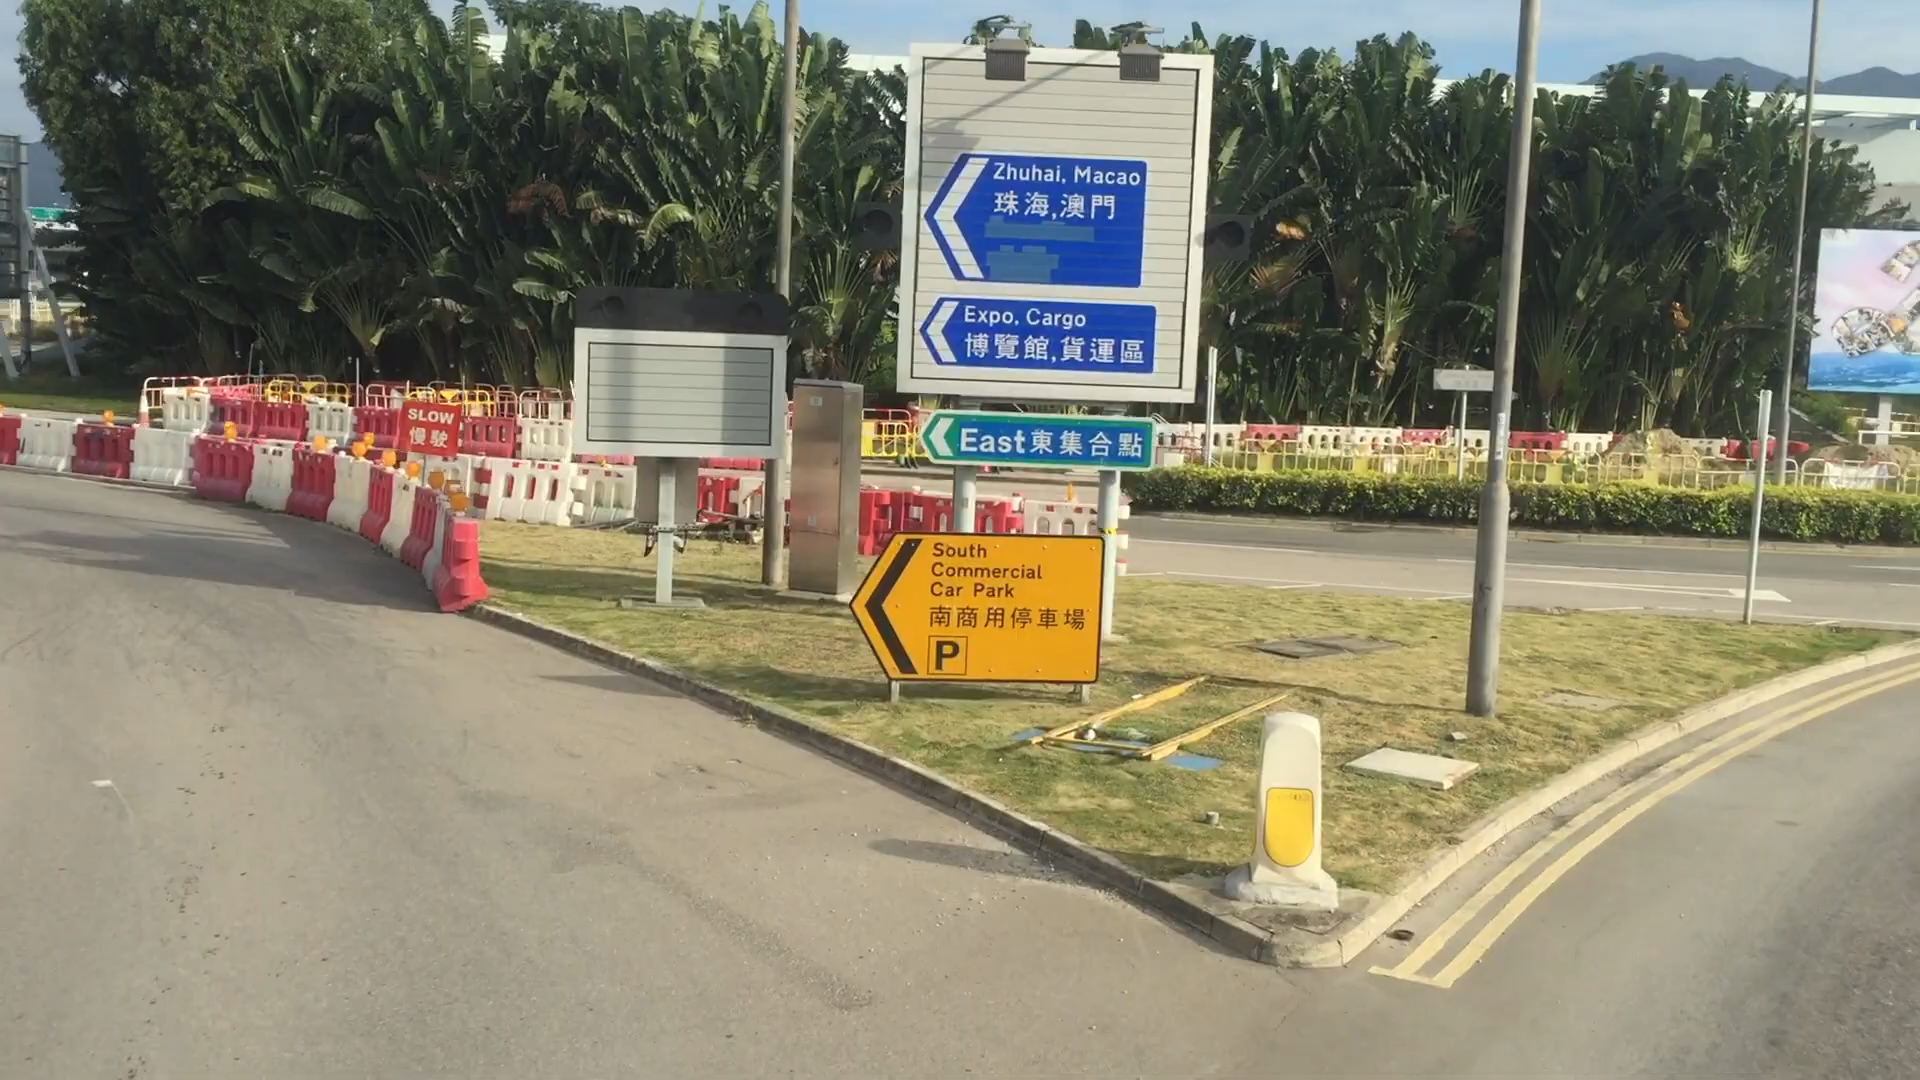 Zhuhai, Macao
珠海,澳門
Expo, Cargo
博覽館,貨運區
SLOW
慢駛
East東集合點
South
Commercial
Car Park
南商用停車場
P